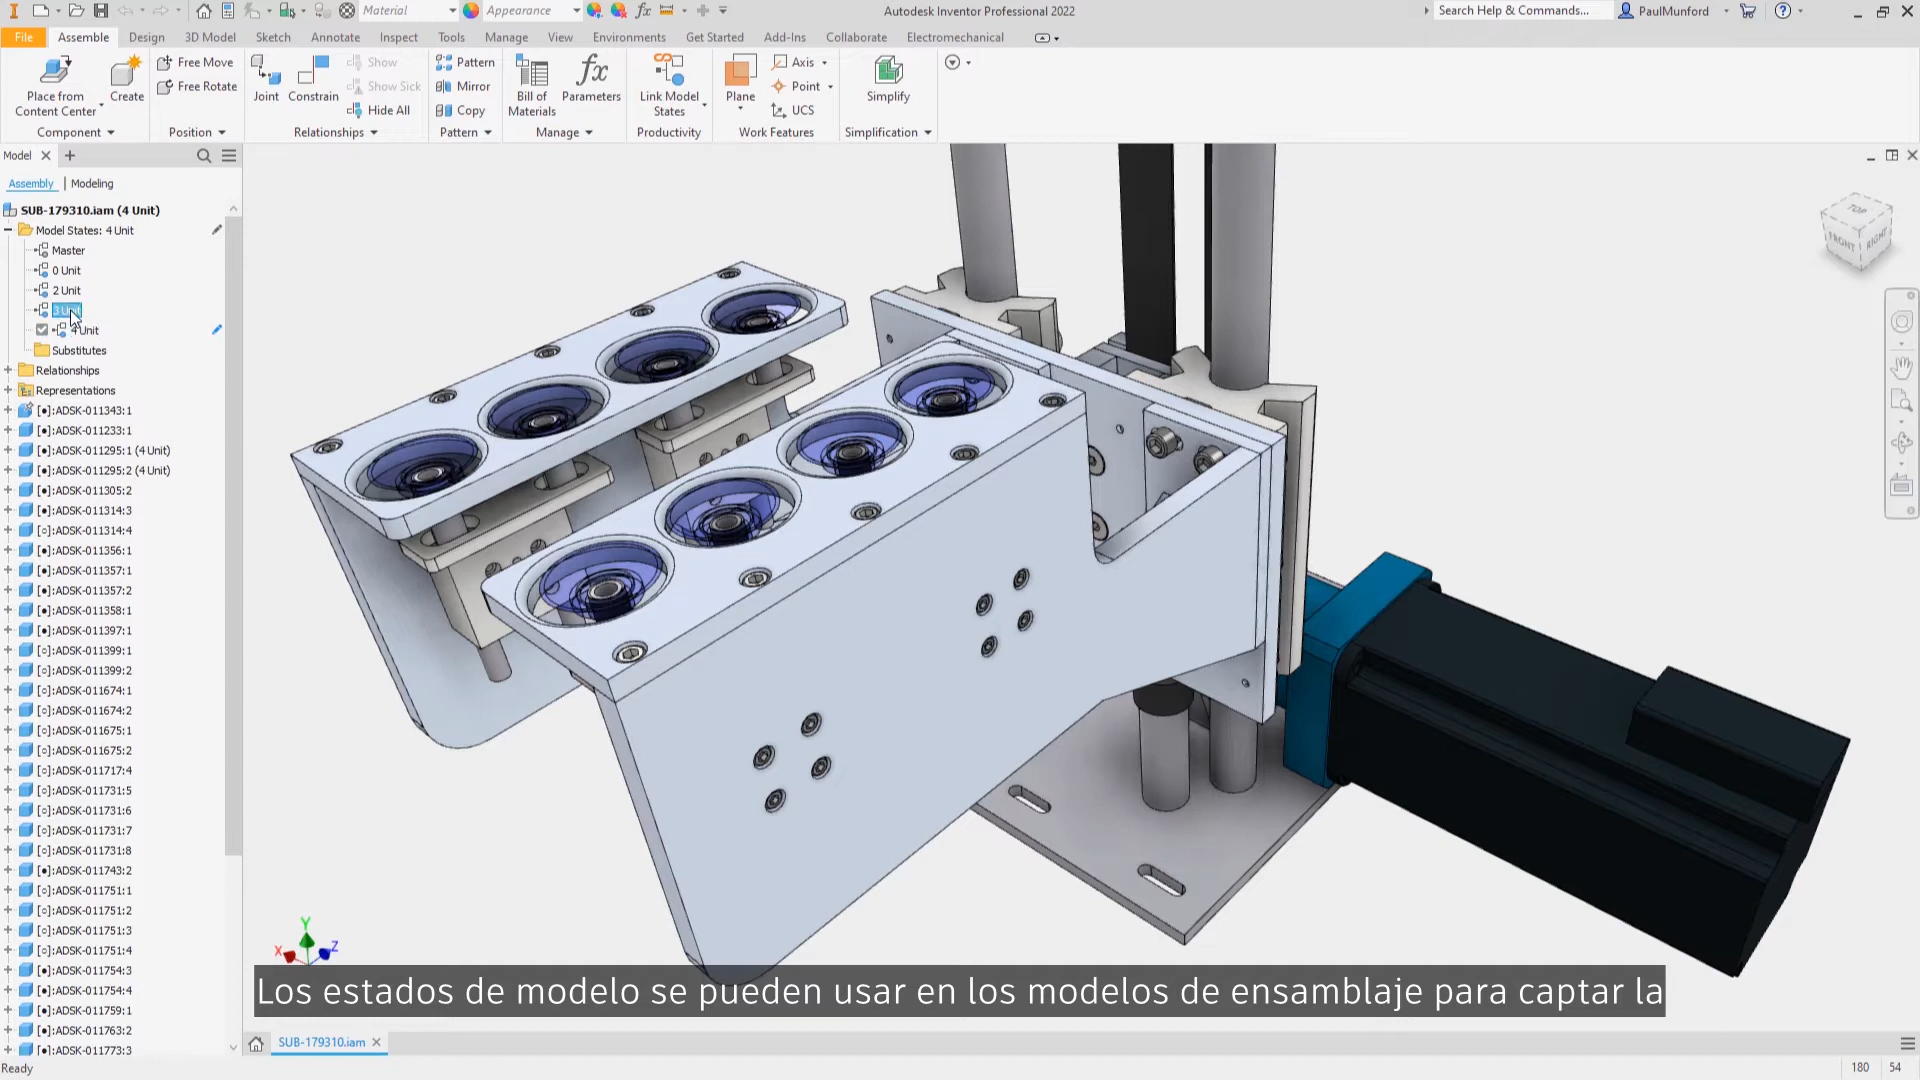 Material
Appearance
Autodesk Inventor Professional 2022
Search Help & Commands...
PaulMunford
File Assemble Design 3D Model Sketch Annotate Inspect Tools Manage View Environments Get Started Add-Ins Collaborate Electromechanical
Place from
Content Center
Create
Component
Free Move
Free Rotate
Position
Joint
Constrain
Show
Show Sick
Hide All
Relationships
Pattern
Mirror
Copy
Pattern
Bill of
Materials
Parameters
Manage
Link Model
States
Productivity
Plane
Axis
Point
UCS
Work Features
Simplify
Simplification
Model
Assembly | Modeling
SUB-179310.iam (4 Unit)
Model States: 4 Unit
Master
0 Unit
2 Unit
3 Unit
4 Unit
Substitutes
Relationships
Representations
[●]:ADSK-011343:1
[●]:ADSK-011233:1
[●]:ADSK-011295:1 (4 Unit)
[●]:ADSK-011295:2 (4 Unit)
[●]:ADSK-011305:2
[●]:ADSK-011314:3
[○]:ADSK-011314:4
[●]:ADSK-011356:1
[●]:ADSK-011357:1
[●]:ADSK-011357:2
[●]:ADSK-011358:1
[●]:ADSK-011397:1
[○]:ADSK-011399:1
[○]:ADSK-011399:2
[○]:ADSK-011674:1
[○]:ADSK-011674:2
[○]:ADSK-011675:1
[○]:ADSK-011675:2
[○]:ADSK-011717:4
[○]:ADSK-011731:5
[○]:ADSK-011731:6
[○]:ADSK-011731:7
[○]:ADSK-011731:8
[●]:ADSK-011743:2
[○]:ADSK-011751:1
[○]:ADSK-011751:2
[○]:ADSK-011751:3
[○]:ADSK-011751:4
[●]:ADSK-011754:3
[●]:ADSK-011754:4
[●]:ADSK-011759:1
[●]:ADSK-011763:2
[●]:ADSK-011773:3
TOP
FRONT
RIGHT
Y
X
Z
Los estados de modelo se pueden usar en los modelos de ensamblaje para captar la
SUB-179310.iam
Ready
180 54